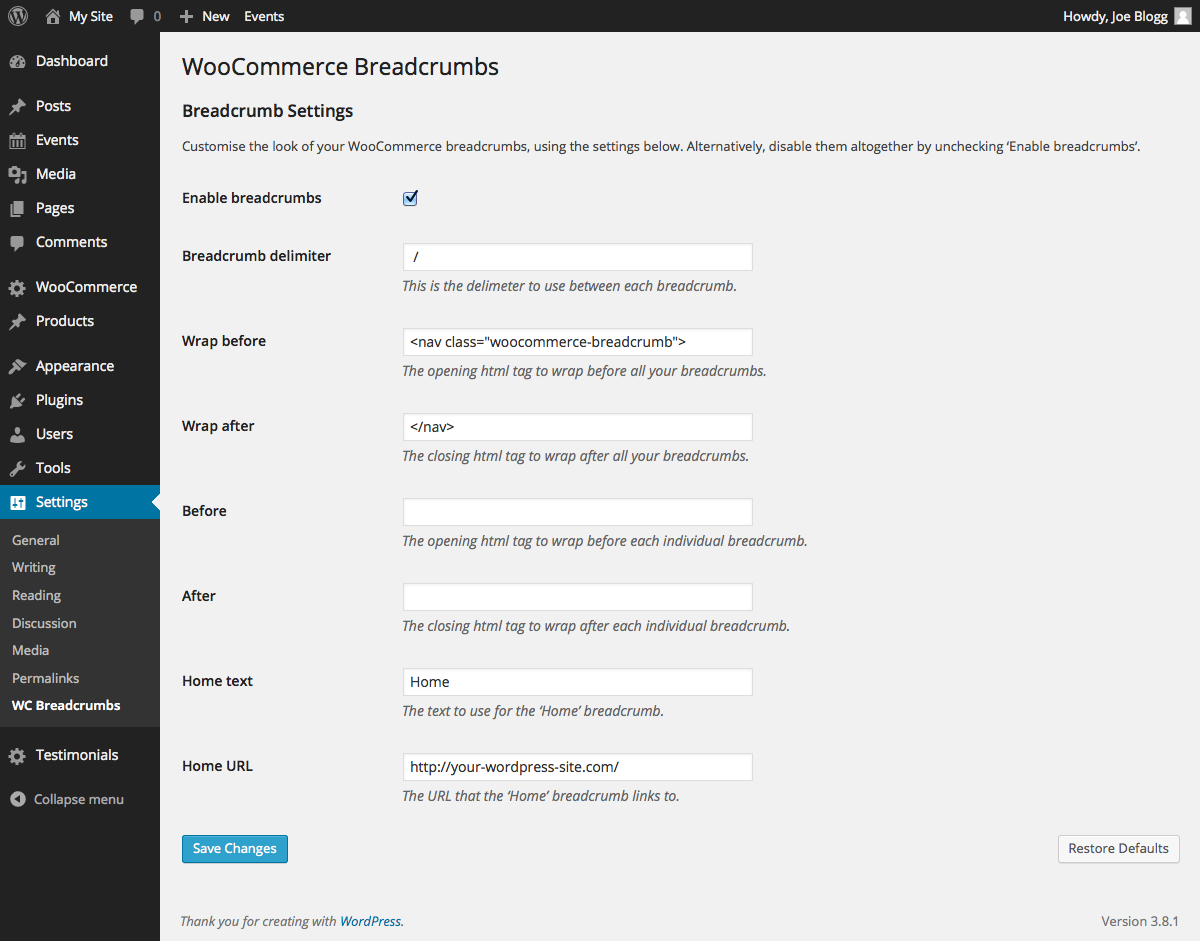 My Site 0 New Events Howdy, Joe Blogg
Dashboard
Posts
Events
Media
Pages
Comments
WooCommerce
Products
Appearance
Plugins
Users
Tools
Settings
General
Writing
Reading
Discussion
Media
Permalinks
WC Breadcrumbs
Testimonials
Collapse menu
WooCommerce Breadcrumbs
Breadcrumb Settings
Customise the look of your WooCommerce breadcrumbs, using the settings below. Alternatively, disable them altogether by unchecking ‘Enable breadcrumbs’.
Enable breadcrumbs
Breadcrumb delimiter /
This is the delimeter to use between each breadcrumb.
Wrap before <nav class="woocommerce-breadcrumb">
The opening html tag to wrap before all your breadcrumbs.
Wrap after </nav>
The closing html tag to wrap after all your breadcrumbs.
Before
The opening html tag to wrap before each individual breadcrumb.
After
The closing html tag to wrap after each individual breadcrumb.
Home text Home
The text to use for the ‘Home’ breadcrumb.
Home URL http://your-wordpress-site.com/
The URL that the ‘Home’ breadcrumb links to.
Save Changes Restore Defaults
Thank you for creating with WordPress. Version 3.8.1